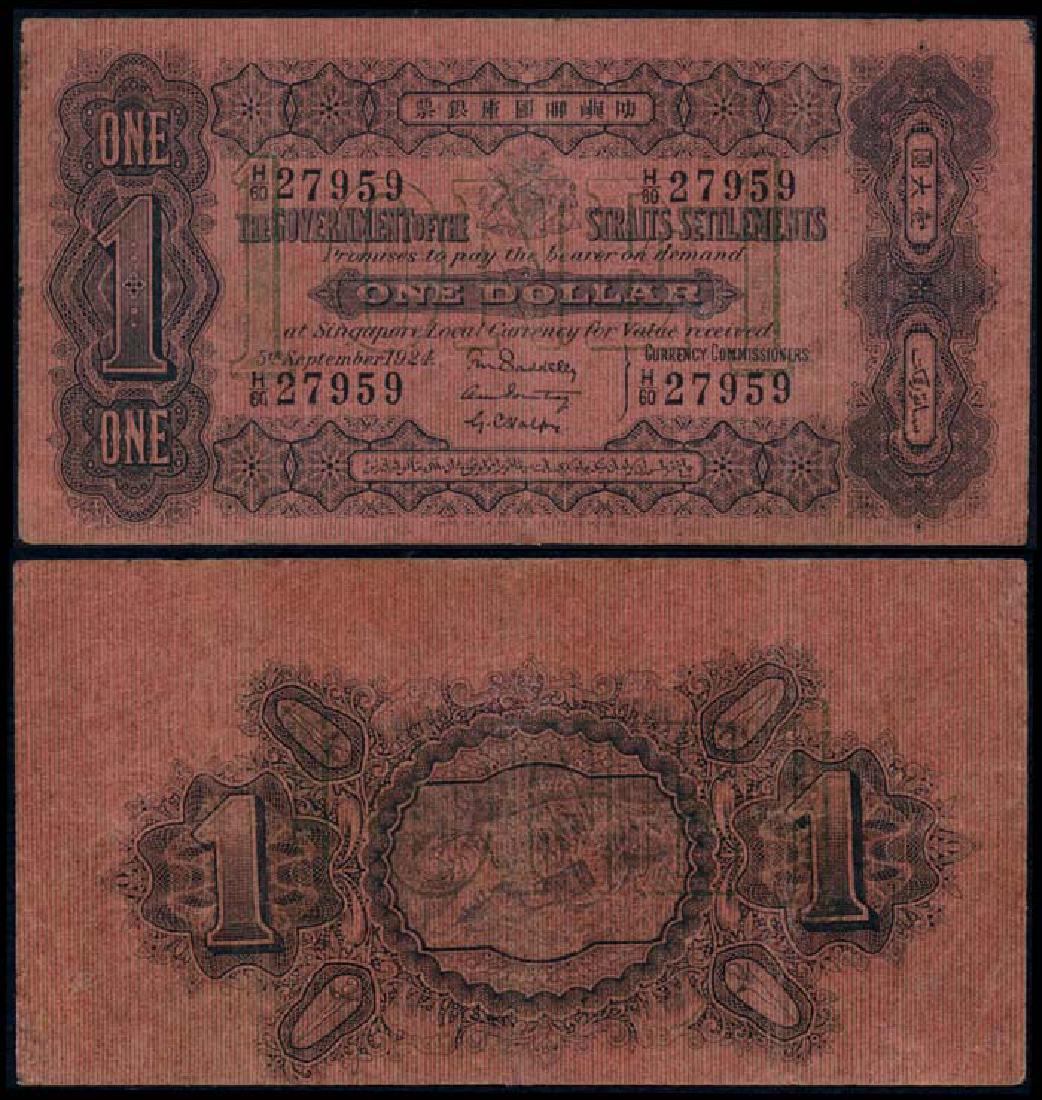 叻嶼呷國庫銀票
ONE
H/60 27959
H/60 27959
THE GOVERNMENT OF THE STRAITS SETTLEMENTS
Promises to pay the bearer on demand
1
ONE DOLLAR
at Singapore Local Currency for Value received
5th September 1924.
CURRENCY COMMISSIONERS
H/60 27959
H/60 27959
ONE
壹大圓
1
1